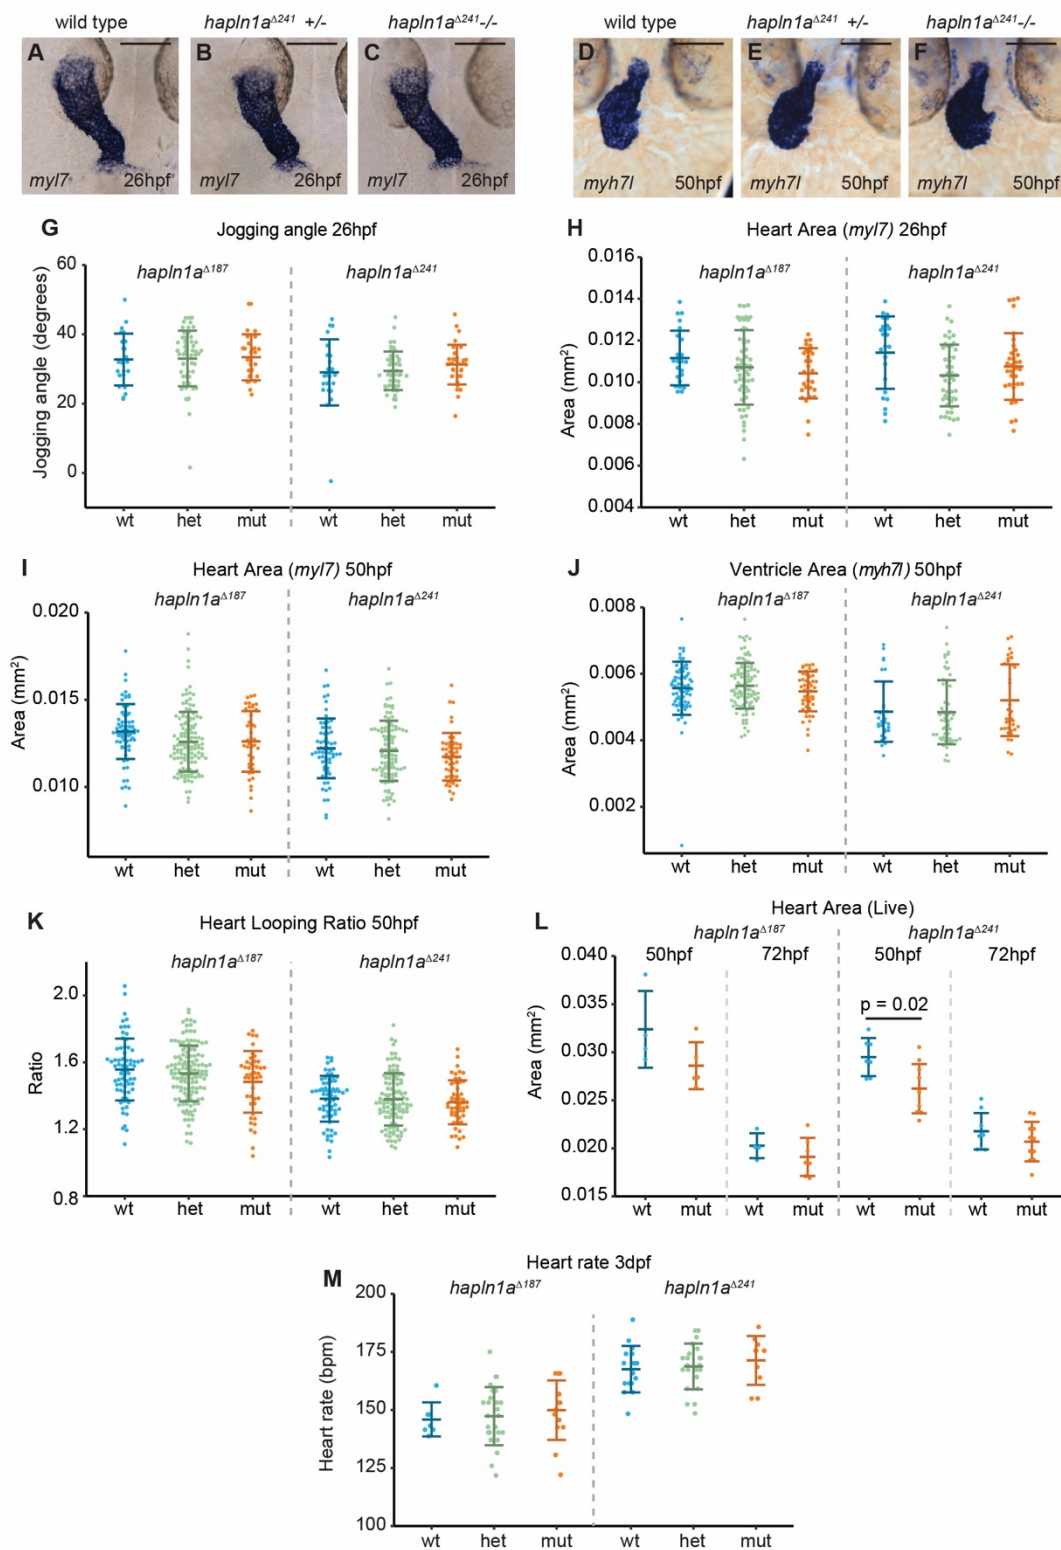 wild type hapln1aΔ241 +/- hapln1aΔ241-/- wild type hapln1aΔ241 +/- hapln1aΔ241-/-
A B C D E F
myl7 26hpf myl7 26hpf myl7 26hpf myh7l 50hpf myh7l 50hpf myh7l 50hpf
G Jogging angle 26hpf
hapln1aΔ187 hapln1aΔ241
Jogging angle (degrees)
60
40
20
0
wt het mut wt het mut
H Heart Area (myl7) 26hpf
hapln1aΔ187 hapln1aΔ241
Area (mm²)
0.016
0.014
0.012
0.010
0.008
0.006
0.004
wt het mut wt het mut
I Heart Area (myl7) 50hpf
hapln1aΔ187 hapln1aΔ241
Area (mm²)
0.020
0.015
0.010
wt het mut wt het mut
J Ventricle Area (myh7l) 50hpf
hapln1aΔ187 hapln1aΔ241
Area (mm²)
0.008
0.006
0.004
0.002
wt het mut wt het mut
K Heart Looping Ratio 50hpf
hapln1aΔ187 hapln1aΔ241
Ratio
2.0
1.6
1.2
0.8
wt het mut wt het mut
L Heart Area (Live)
hapln1aΔ187 hapln1aΔ241
50hpf 72hpf 50hpf 72hpf
p = 0.02
Area (mm²)
0.040
0.035
0.030
0.025
0.020
0.015
wt mut wt mut wt mut wt mut
M Heart rate 3dpf
hapln1aΔ187 hapln1aΔ241
Heart rate (bpm)
200
175
150
125
100
wt het mut wt het mut